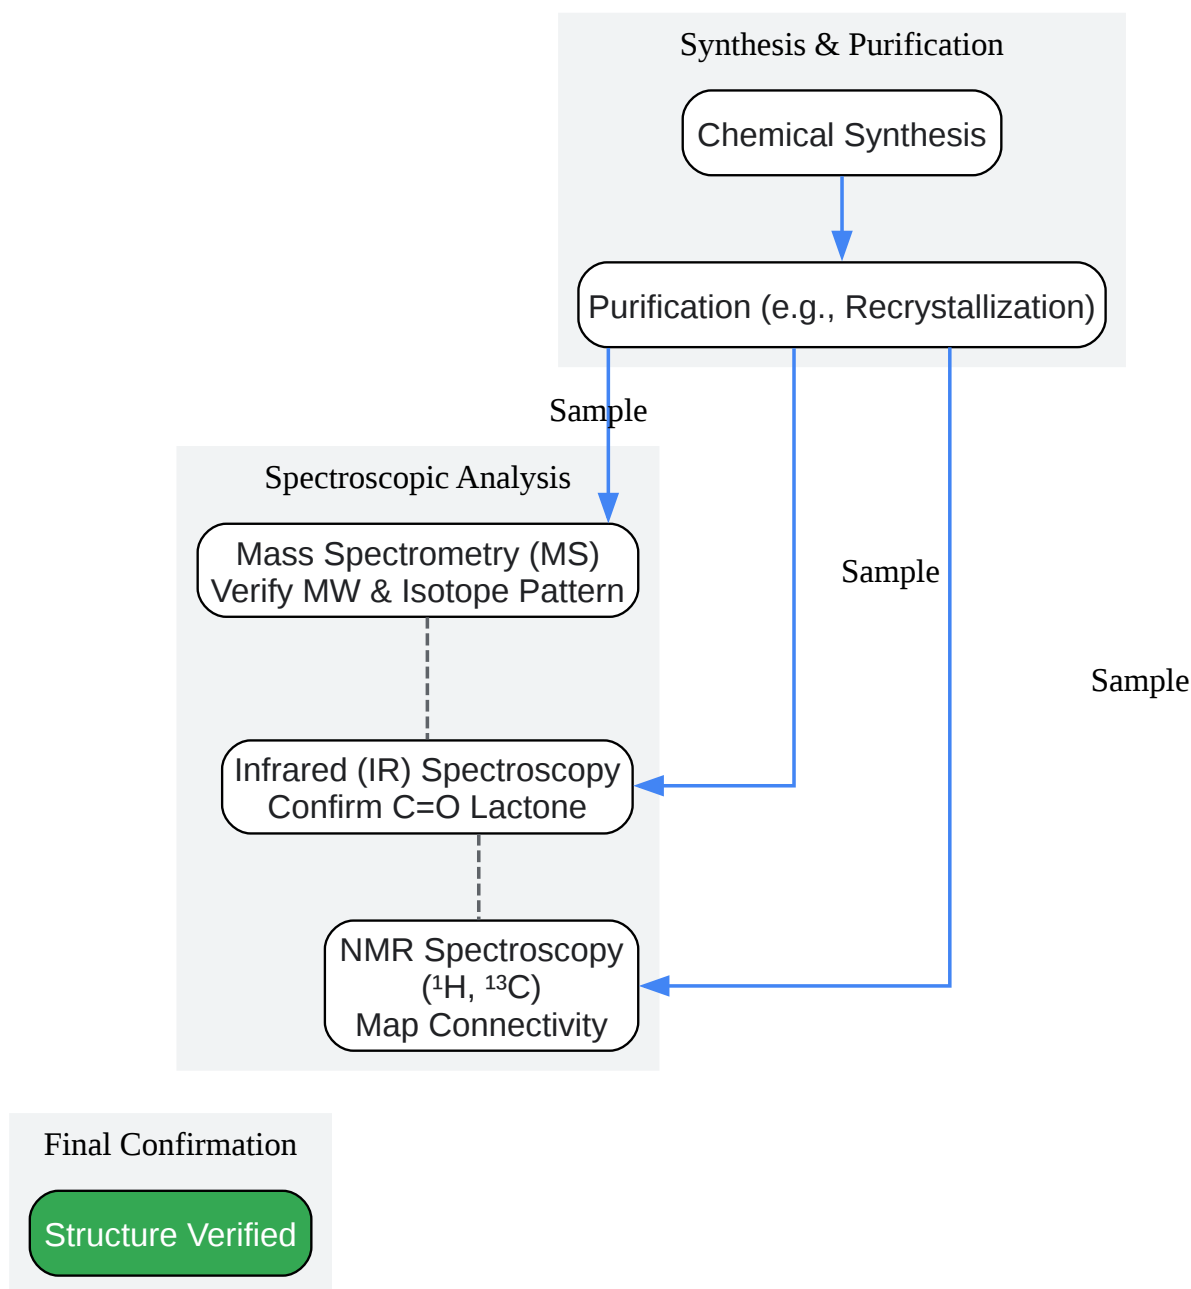 Synthesis & Purification
Chemical Synthesis
Purification (e.g., Recrystallization)
Sample
Spectroscopic Analysis
Mass Spectrometry (MS)
Verify MW & Isotope Pattern
Sample
Sample
Infrared (IR) Spectroscopy
Confirm C=O Lactone
NMR Spectroscopy
(¹H, ¹³C)
Map Connectivity
Final Confirmation
Structure Verified